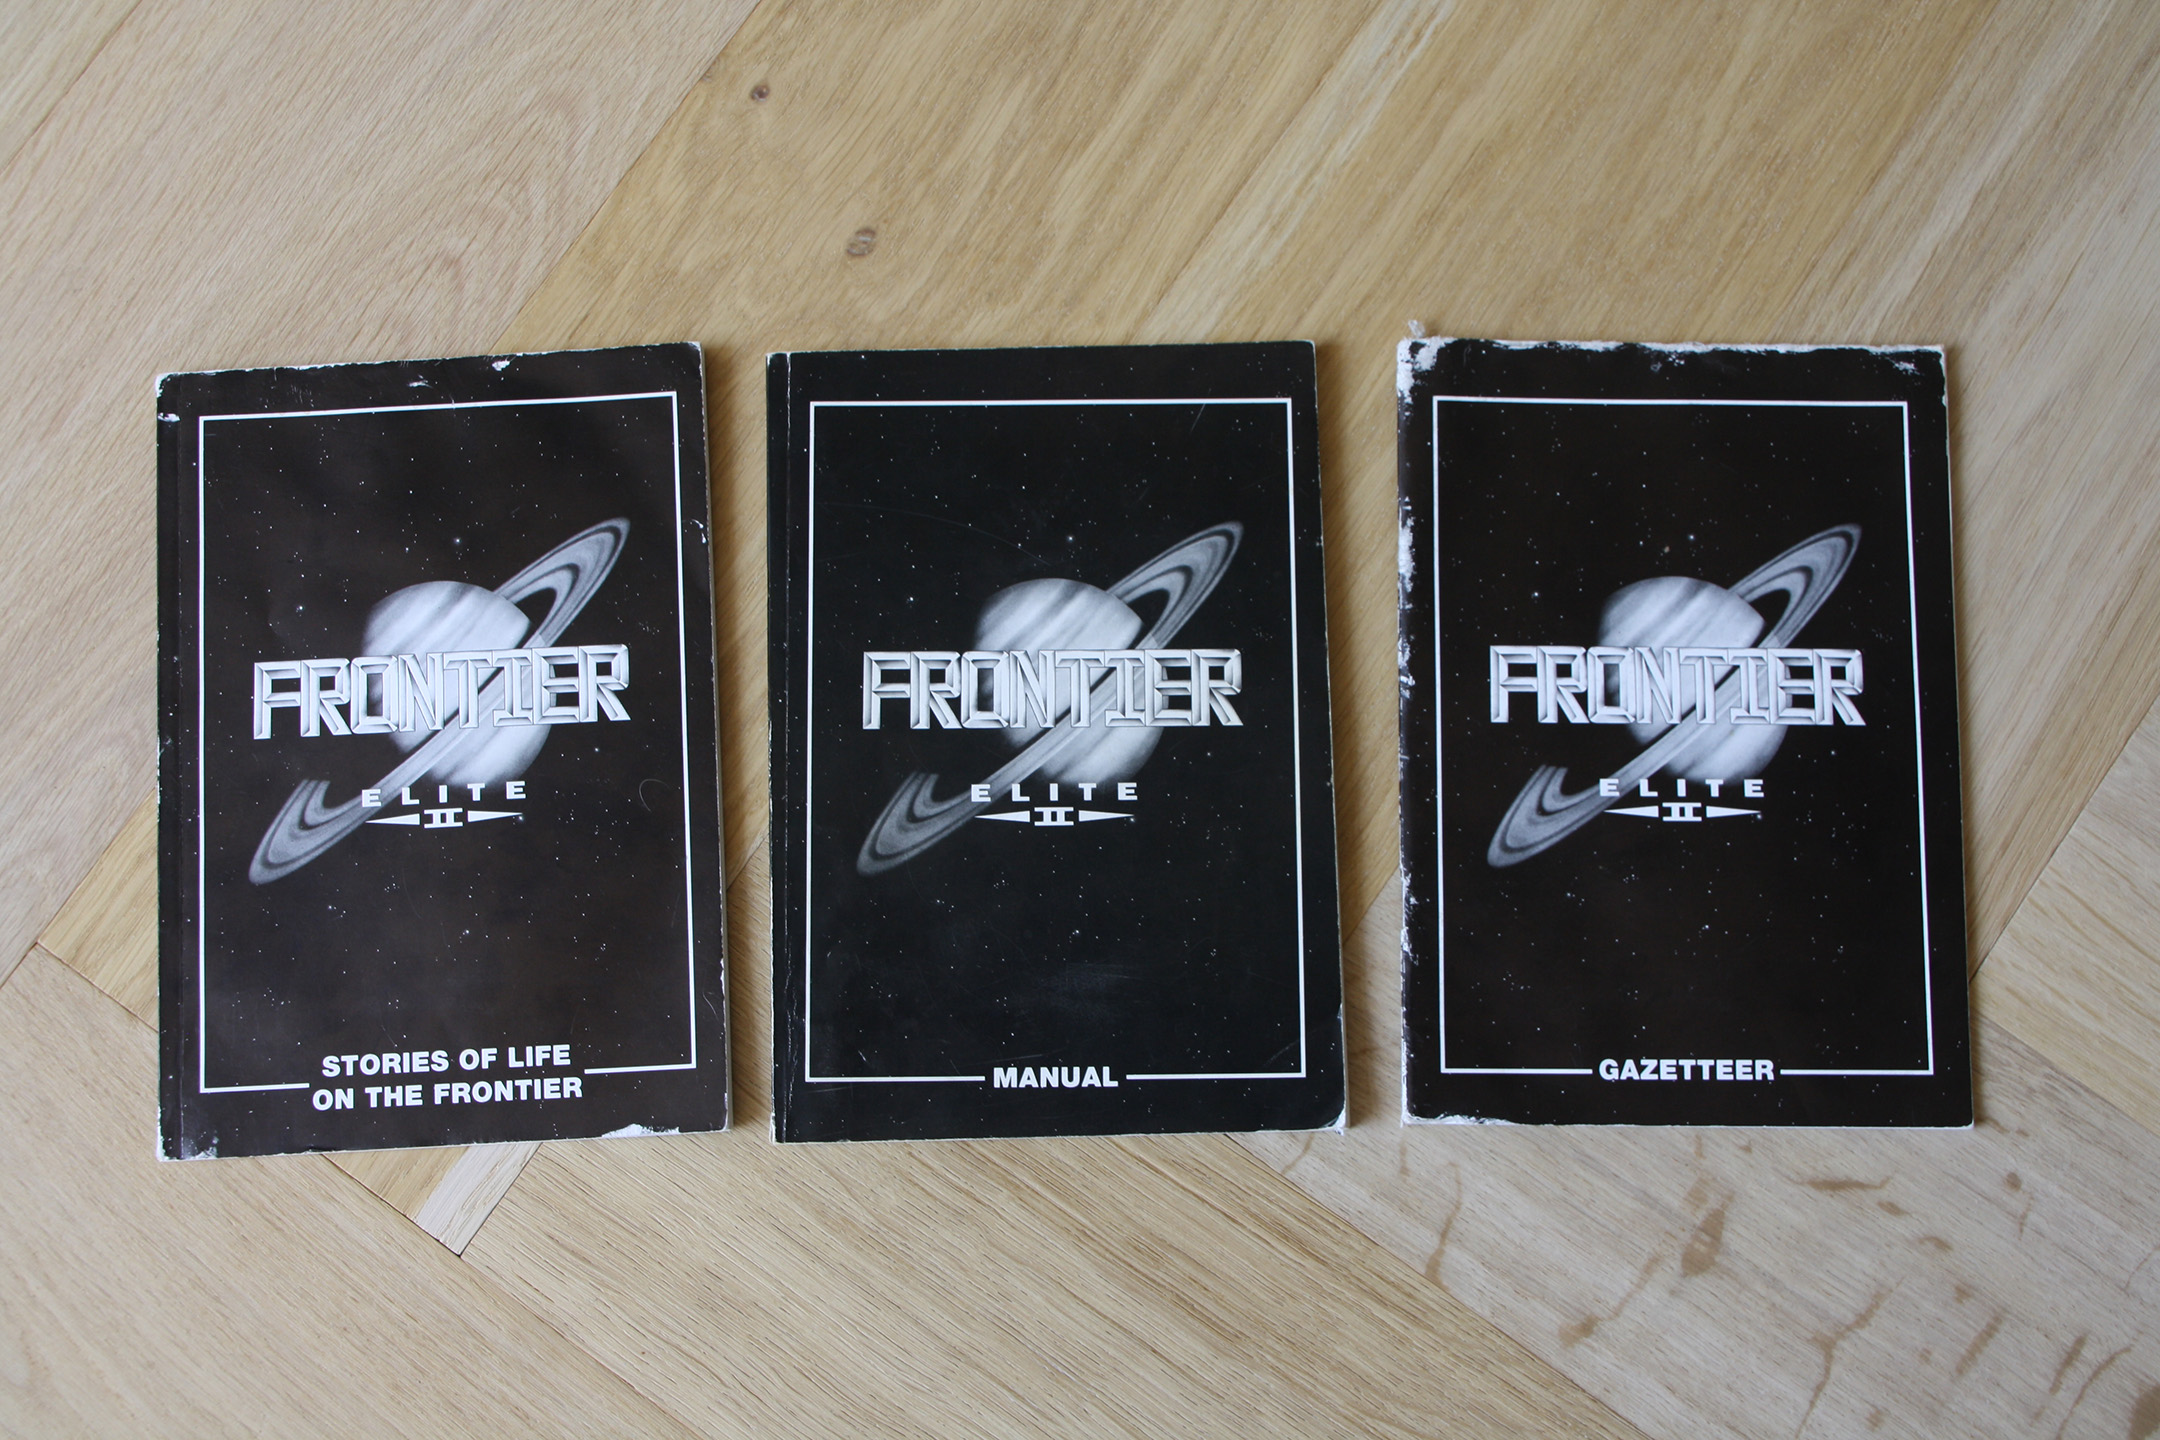 FRONTIER
ELITE
II
STORIES OF LIFE
ON THE FRONTIER
FRONTIER
ELITE
II
MANUAL
FRONTIER
ELITE
II
GAZETTEER